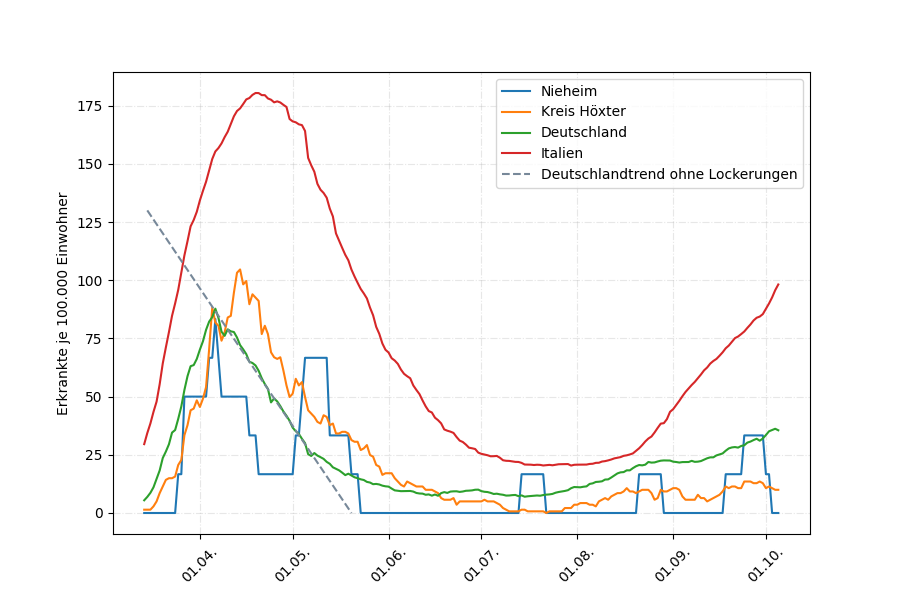 Nieheim
Kreis Höxter
Deutschland
Italien
Deutschlandtrend ohne Lockerungen
Erkrankte je 100.000 Einwohner
175
150
125
100
75
50
25
0
01.04.
01.05.
01.06.
01.07.
01.08.
01.09.
01.10.